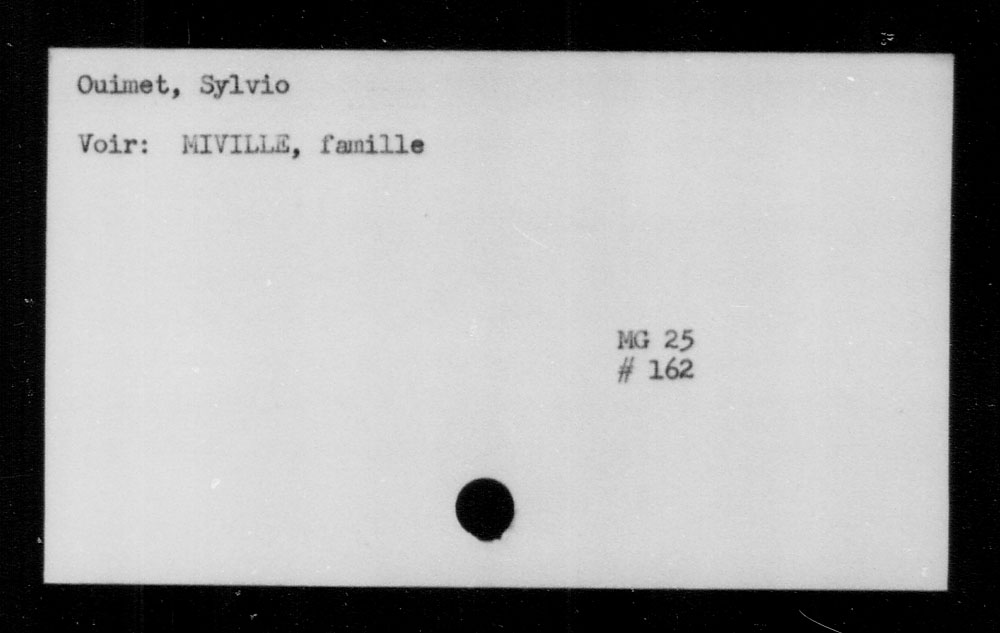 Ouimet, Sylvio
Voir: MIVILLE, famille
MG 25
# 162